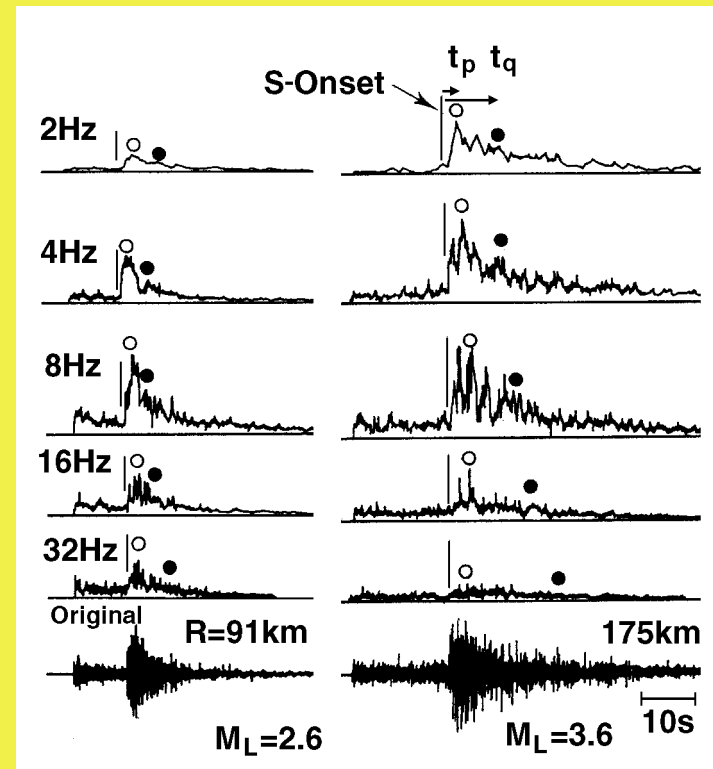 t_p t_q
S-Onset
2Hz
4Hz
8Hz
16Hz
32Hz
Original
R=91km
175km
10s
M_L=2.6
M_L=3.6